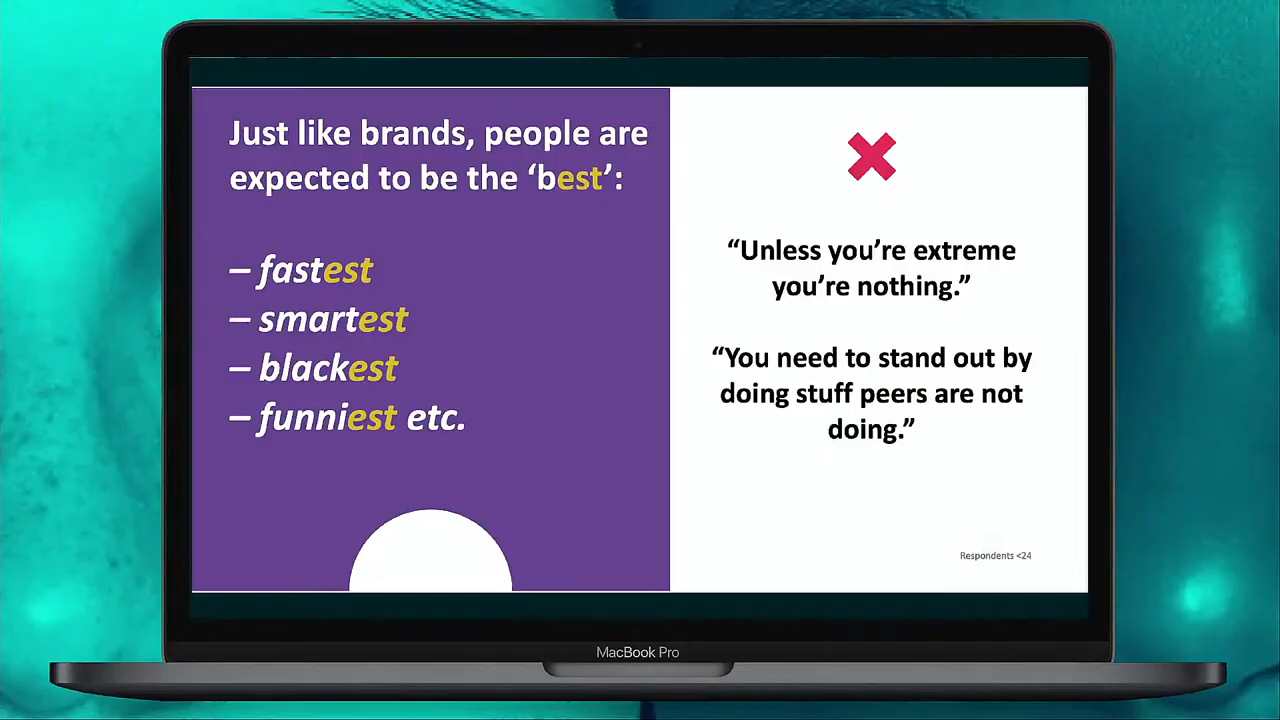 Just like brands, people are
expected to be the ‘best’:
– fastest
– smartest
– blackest
– funniest etc.
“Unless you’re extreme
you’re nothing.”
“You need to stand out by
doing stuff peers are not
doing.”
Respondents <24
MacBook Pro